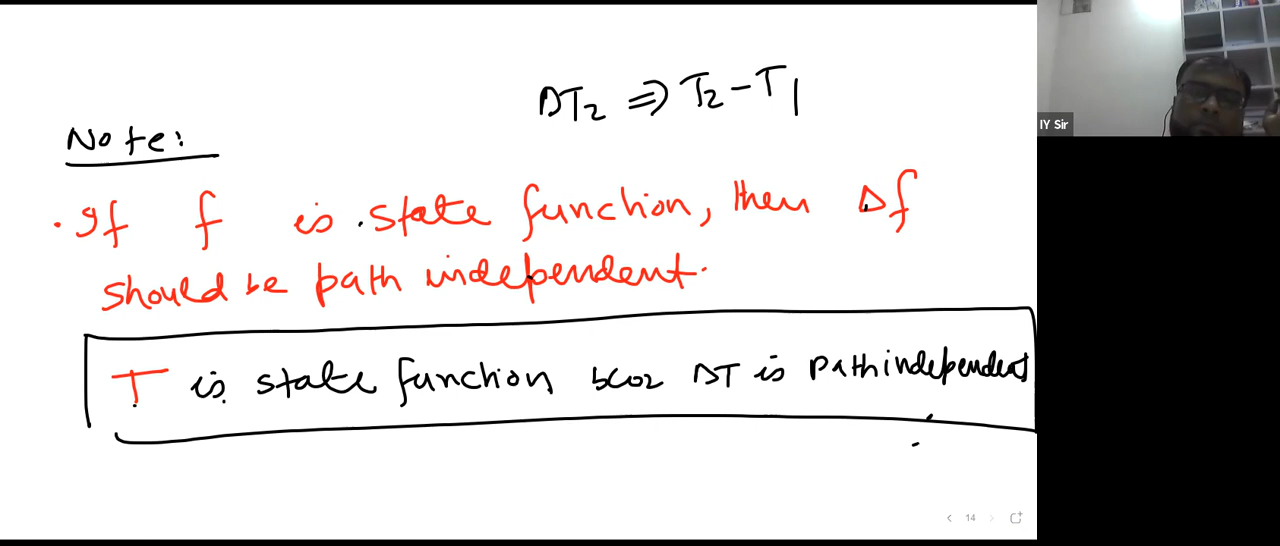 ΔT₂ ⇒ T₂ - T₁
Note:
IY Sir
. If f is state function, then Δf
should be path independent.
T is state function bcoz ΔT is path independent
14